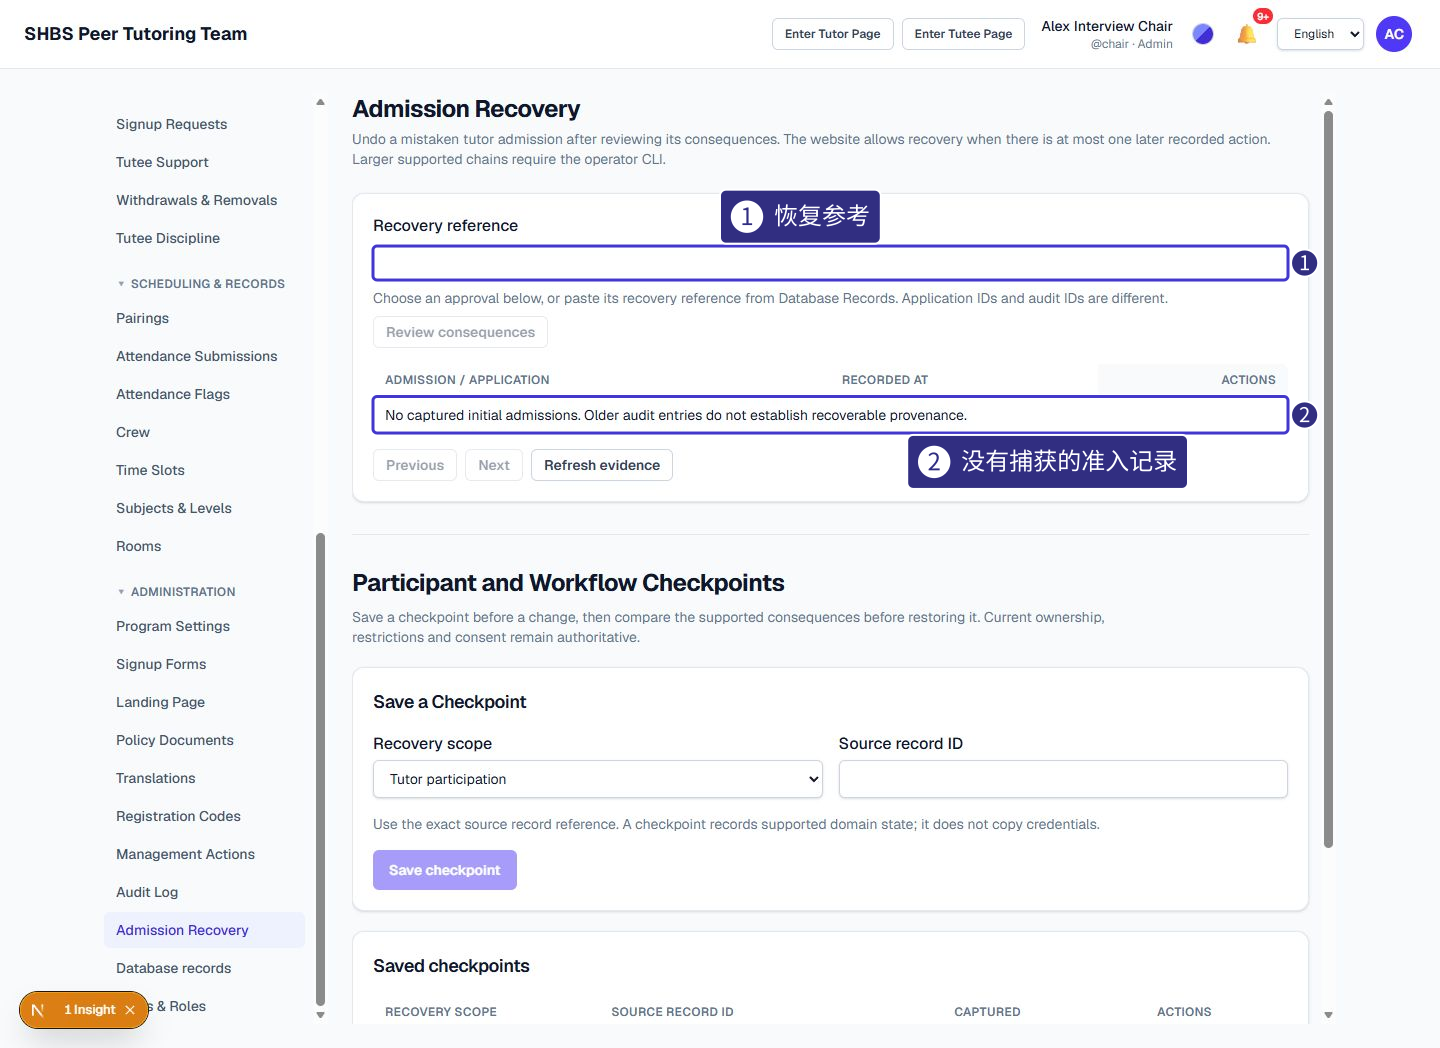 SHBS Peer Tutoring Team
Enter Tutor Page
Enter Tutee Page
Alex Interview Chair
@chair · Admin
9+
English
AC
Signup Requests
Tutee Support
Withdrawals & Removals
Tutee Discipline
SCHEDULING & RECORDS
Pairings
Attendance Submissions
Attendance Flags
Crew
Time Slots
Subjects & Levels
Rooms
ADMINISTRATION
Program Settings
Signup Forms
Landing Page
Policy Documents
Translations
Registration Codes
Management Actions
Audit Log
Admission Recovery
Database records
s & Roles
N 1 Insight ×
Admission Recovery
Undo a mistaken tutor admission after reviewing its consequences. The website allows recovery when there is at most one later recorded action.
Larger supported chains require the operator CLI.
1 恢复参考
Recovery reference
1
Choose an approval below, or paste its recovery reference from Database Records. Application IDs and audit IDs are different.
Review consequences
ADMISSION / APPLICATION RECORDED AT ACTIONS
No captured initial admissions. Older audit entries do not establish recoverable provenance.
2
2 没有捕获的准入记录
Previous Next Refresh evidence
Participant and Workflow Checkpoints
Save a checkpoint before a change, then compare the supported consequences before restoring it. Current ownership,
restrictions and consent remain authoritative.
Save a Checkpoint
Recovery scope Source record ID
Tutor participation
Use the exact source record reference. A checkpoint records supported domain state; it does not copy credentials.
Save checkpoint
Saved checkpoints
RECOVERY SCOPE SOURCE RECORD ID CAPTURED ACTIONS